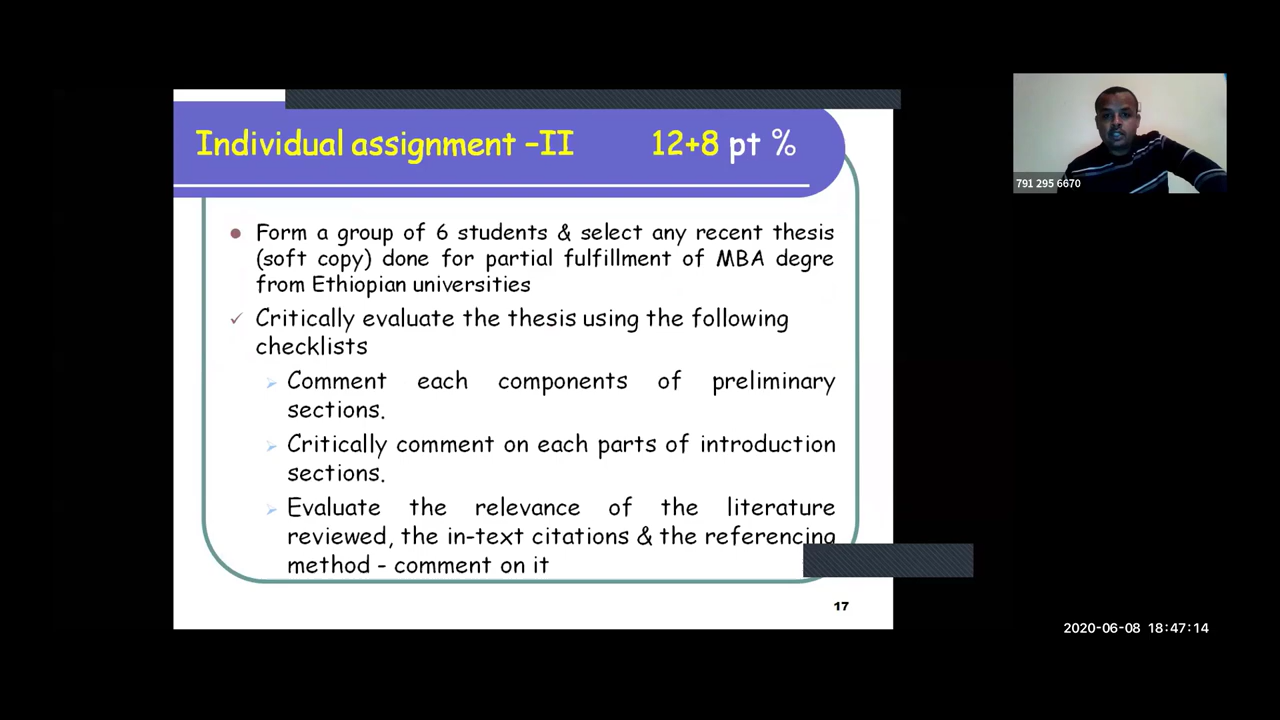 Individual assignment –II 12+8 pt %
Form a group of 6 students & select any recent thesis
(soft copy) done for partial fulfillment of MBA degre
from Ethiopian universities
Critically evaluate the thesis using the following
checklists
Comment each components of preliminary
sections.
Critically comment on each parts of introduction
sections.
Evaluate the relevance of the literature
reviewed, the in-text citations & the referencing
method - comment on it
17
791 295 6670
2020-06-08 18:47:14